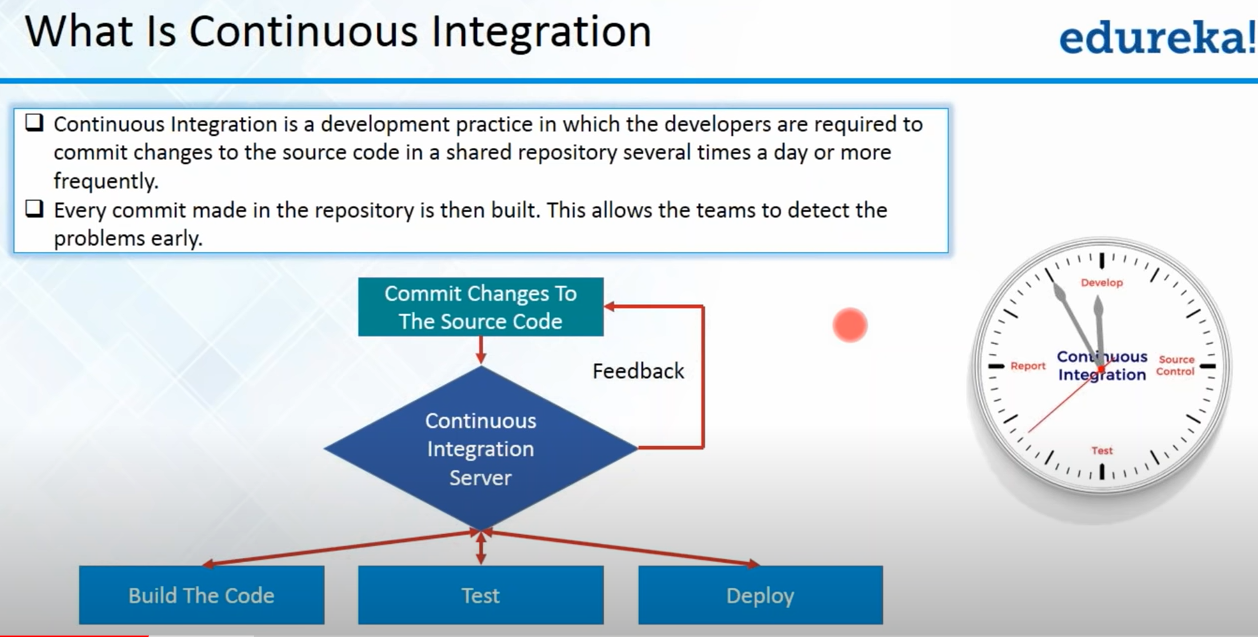 What Is Continuous Integration
edureka!
Continuous Integration is a development practice in which the developers are required to
commit changes to the source code in a shared repository several times a day or more
frequently.
Every commit made in the repository is then built. This allows the teams to detect the
problems early.
Commit Changes To
The Source Code
Feedback
Continuous
Integration
Server
Build The Code
Test
Deploy
Develop
Report
Continuous
Integration
Source
Control
Test